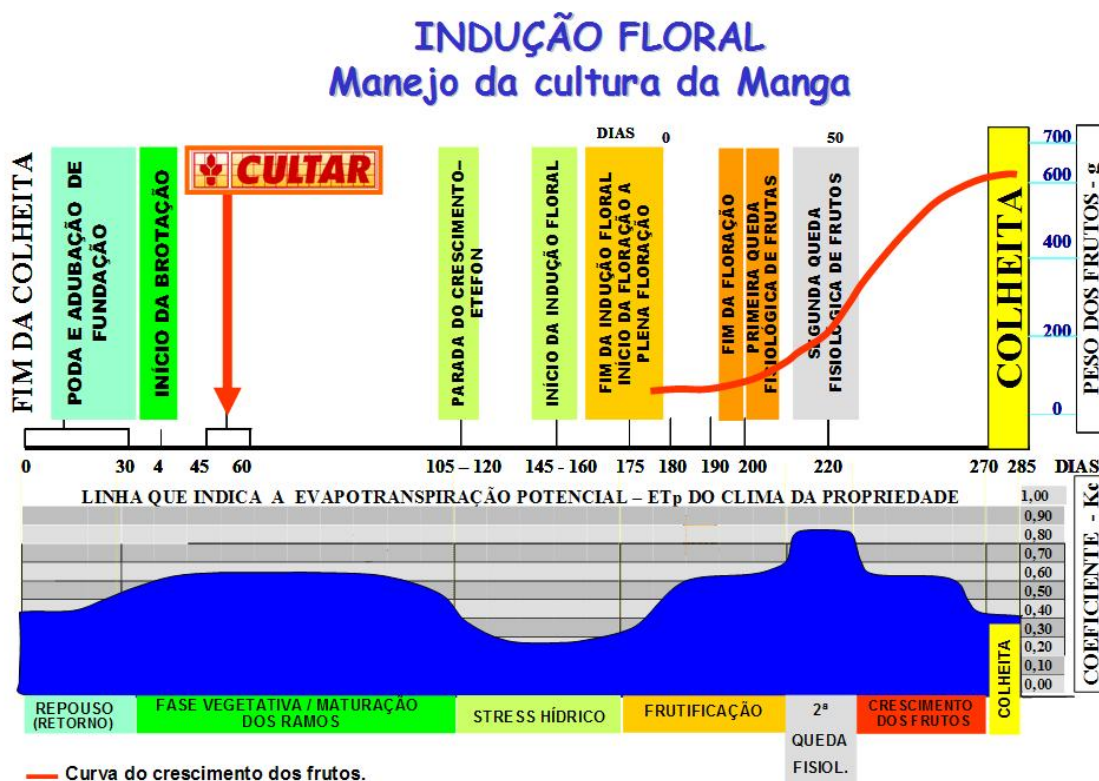 INDUÇÃO FLORAL
Manejo da cultura da Manga
FIM DA COLHEITA
PODA E ADUBAÇÃO DE
FUNDAÇÃO
INÍCIO DA BROTAÇÃO
CULTAR
PARADA DO CRESCIMENTO–
ETEFON
INÍCIO DA INDUÇÃO FLORAL
DIAS 0 50
FIM DA INDUÇÃO FLORAL
INÍCIO DA FLORAÇÃO A
PLENA FLORAÇÃO
FIM DA FLORAÇÃO
PRIMEIRA QUEDA
FISIOLÓGICA DE FRUTAS
SEGUNDA QUEDA
FISIOLÓGICA DE FRUTOS
COLHEITA
700
600
400
200
0
PESO DOS FRUTOS - g
0 30 4 45 60 105 – 120 145 - 160 175 180 190 200 220 270 285 DIAS
LINHA QUE INDICA A EVAPOTRANSPIRAÇÃO POTENCIAL – ETp DO CLIMA DA PROPRIEDADE
1,00
0,90
0,80
0,70
0,60
0,50
0,40
0,30
0,20
0,10
0,00
COEFICIENTE - Kc
REPOUSO
(RETORNO)
FASE VEGETATIVA / MATURAÇÃO
DOS RAMOS
STRESS HÍDRICO
FRUTIFICAÇÃO
2ª
QUEDA
FISIOL.
CRESCIMENTO
DOS FRUTOS
COLHEITA
Curva do crescimento dos frutos.